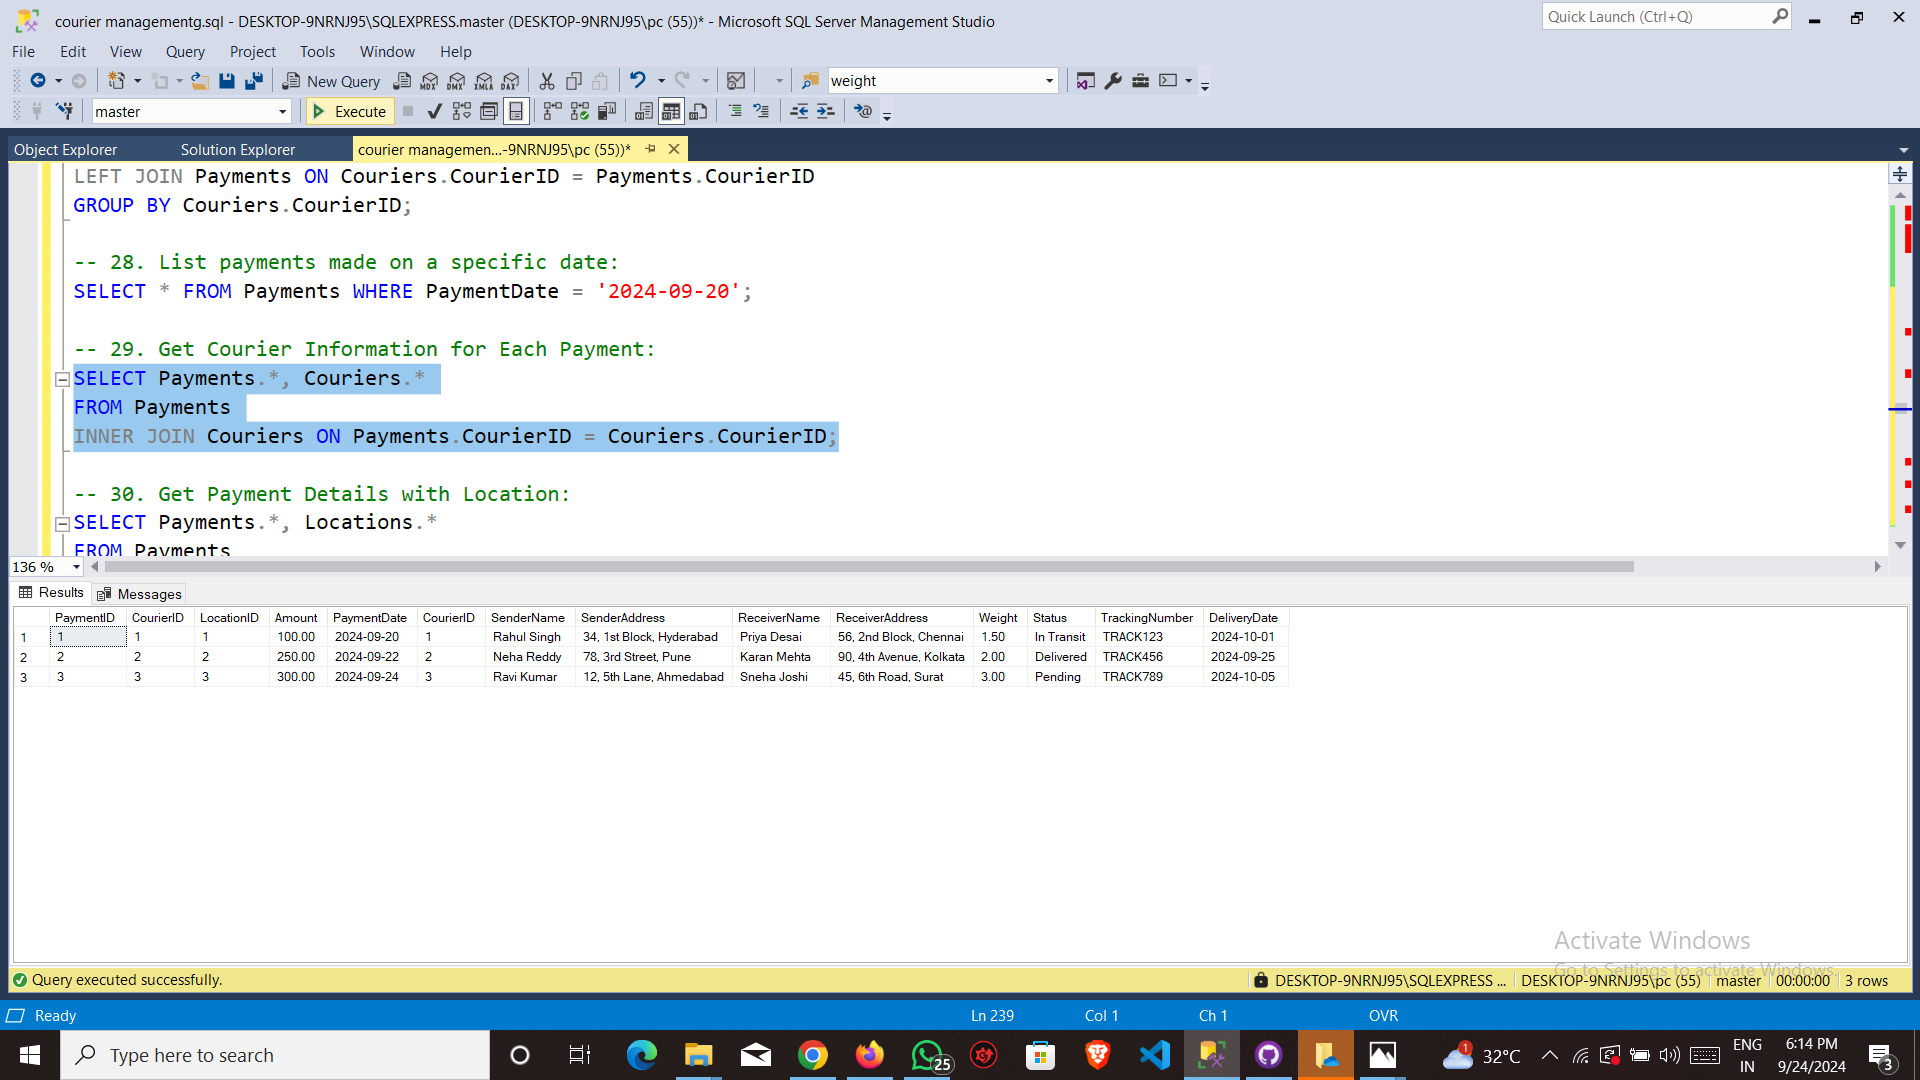 courier managementg.sql - DESKTOP-9NRNJ95\SQLEXPRESS.master (DESKTOP-9NRNJ95\pc (55))* - Microsoft SQL Server Management Studio
Quick Launch (Ctrl+Q)
File Edit View Query Project Tools Window Help
New Query MDX DMX XMLA DAX weight
master Execute
Object Explorer Solution Explorer courier managemen...-9NRNJ95\pc (55))*
LEFT JOIN Payments ON Couriers.CourierID = Payments.CourierID
GROUP BY Couriers.CourierID;
-- 28. List payments made on a specific date:
SELECT * FROM Payments WHERE PaymentDate = '2024-09-20';
-- 29. Get Courier Information for Each Payment:
SELECT Payments.*, Couriers.*
FROM Payments
INNER JOIN Couriers ON Payments.CourierID = Couriers.CourierID;
-- 30. Get Payment Details with Location:
SELECT Payments.*, Locations.*
FROM Payments
136 %
Results Messages
PaymentID CourierID LocationID Amount PaymentDate CourierID SenderName SenderAddress ReceiverName ReceiverAddress Weight Status TrackingNumber DeliveryDate
1 1 1 1 100.00 2024-09-20 1 Rahul Singh 34, 1st Block, Hyderabad Priya Desai 56, 2nd Block, Chennai 1.50 In Transit TRACK123 2024-10-01
2 2 2 2 250.00 2024-09-22 2 Neha Reddy 78, 3rd Street, Pune Karan Mehta 90, 4th Avenue, Kolkata 2.00 Delivered TRACK456 2024-09-25
3 3 3 3 300.00 2024-09-24 3 Ravi Kumar 12, 5th Lane, Ahmedabad Sneha Joshi 45, 6th Road, Surat 3.00 Pending TRACK789 2024-10-05
Activate Windows
Go to Settings to activate Windows.
Query executed successfully. DESKTOP-9NRNJ95\SQLEXPRESS ... DESKTOP-9NRNJ95\pc (55) master 00:00:00 3 rows
Ready Ln 239 Col 1 Ch 1 OVR
Type here to search 25 1 32°C ENG 6:14 PM
IN 9/24/2024 3